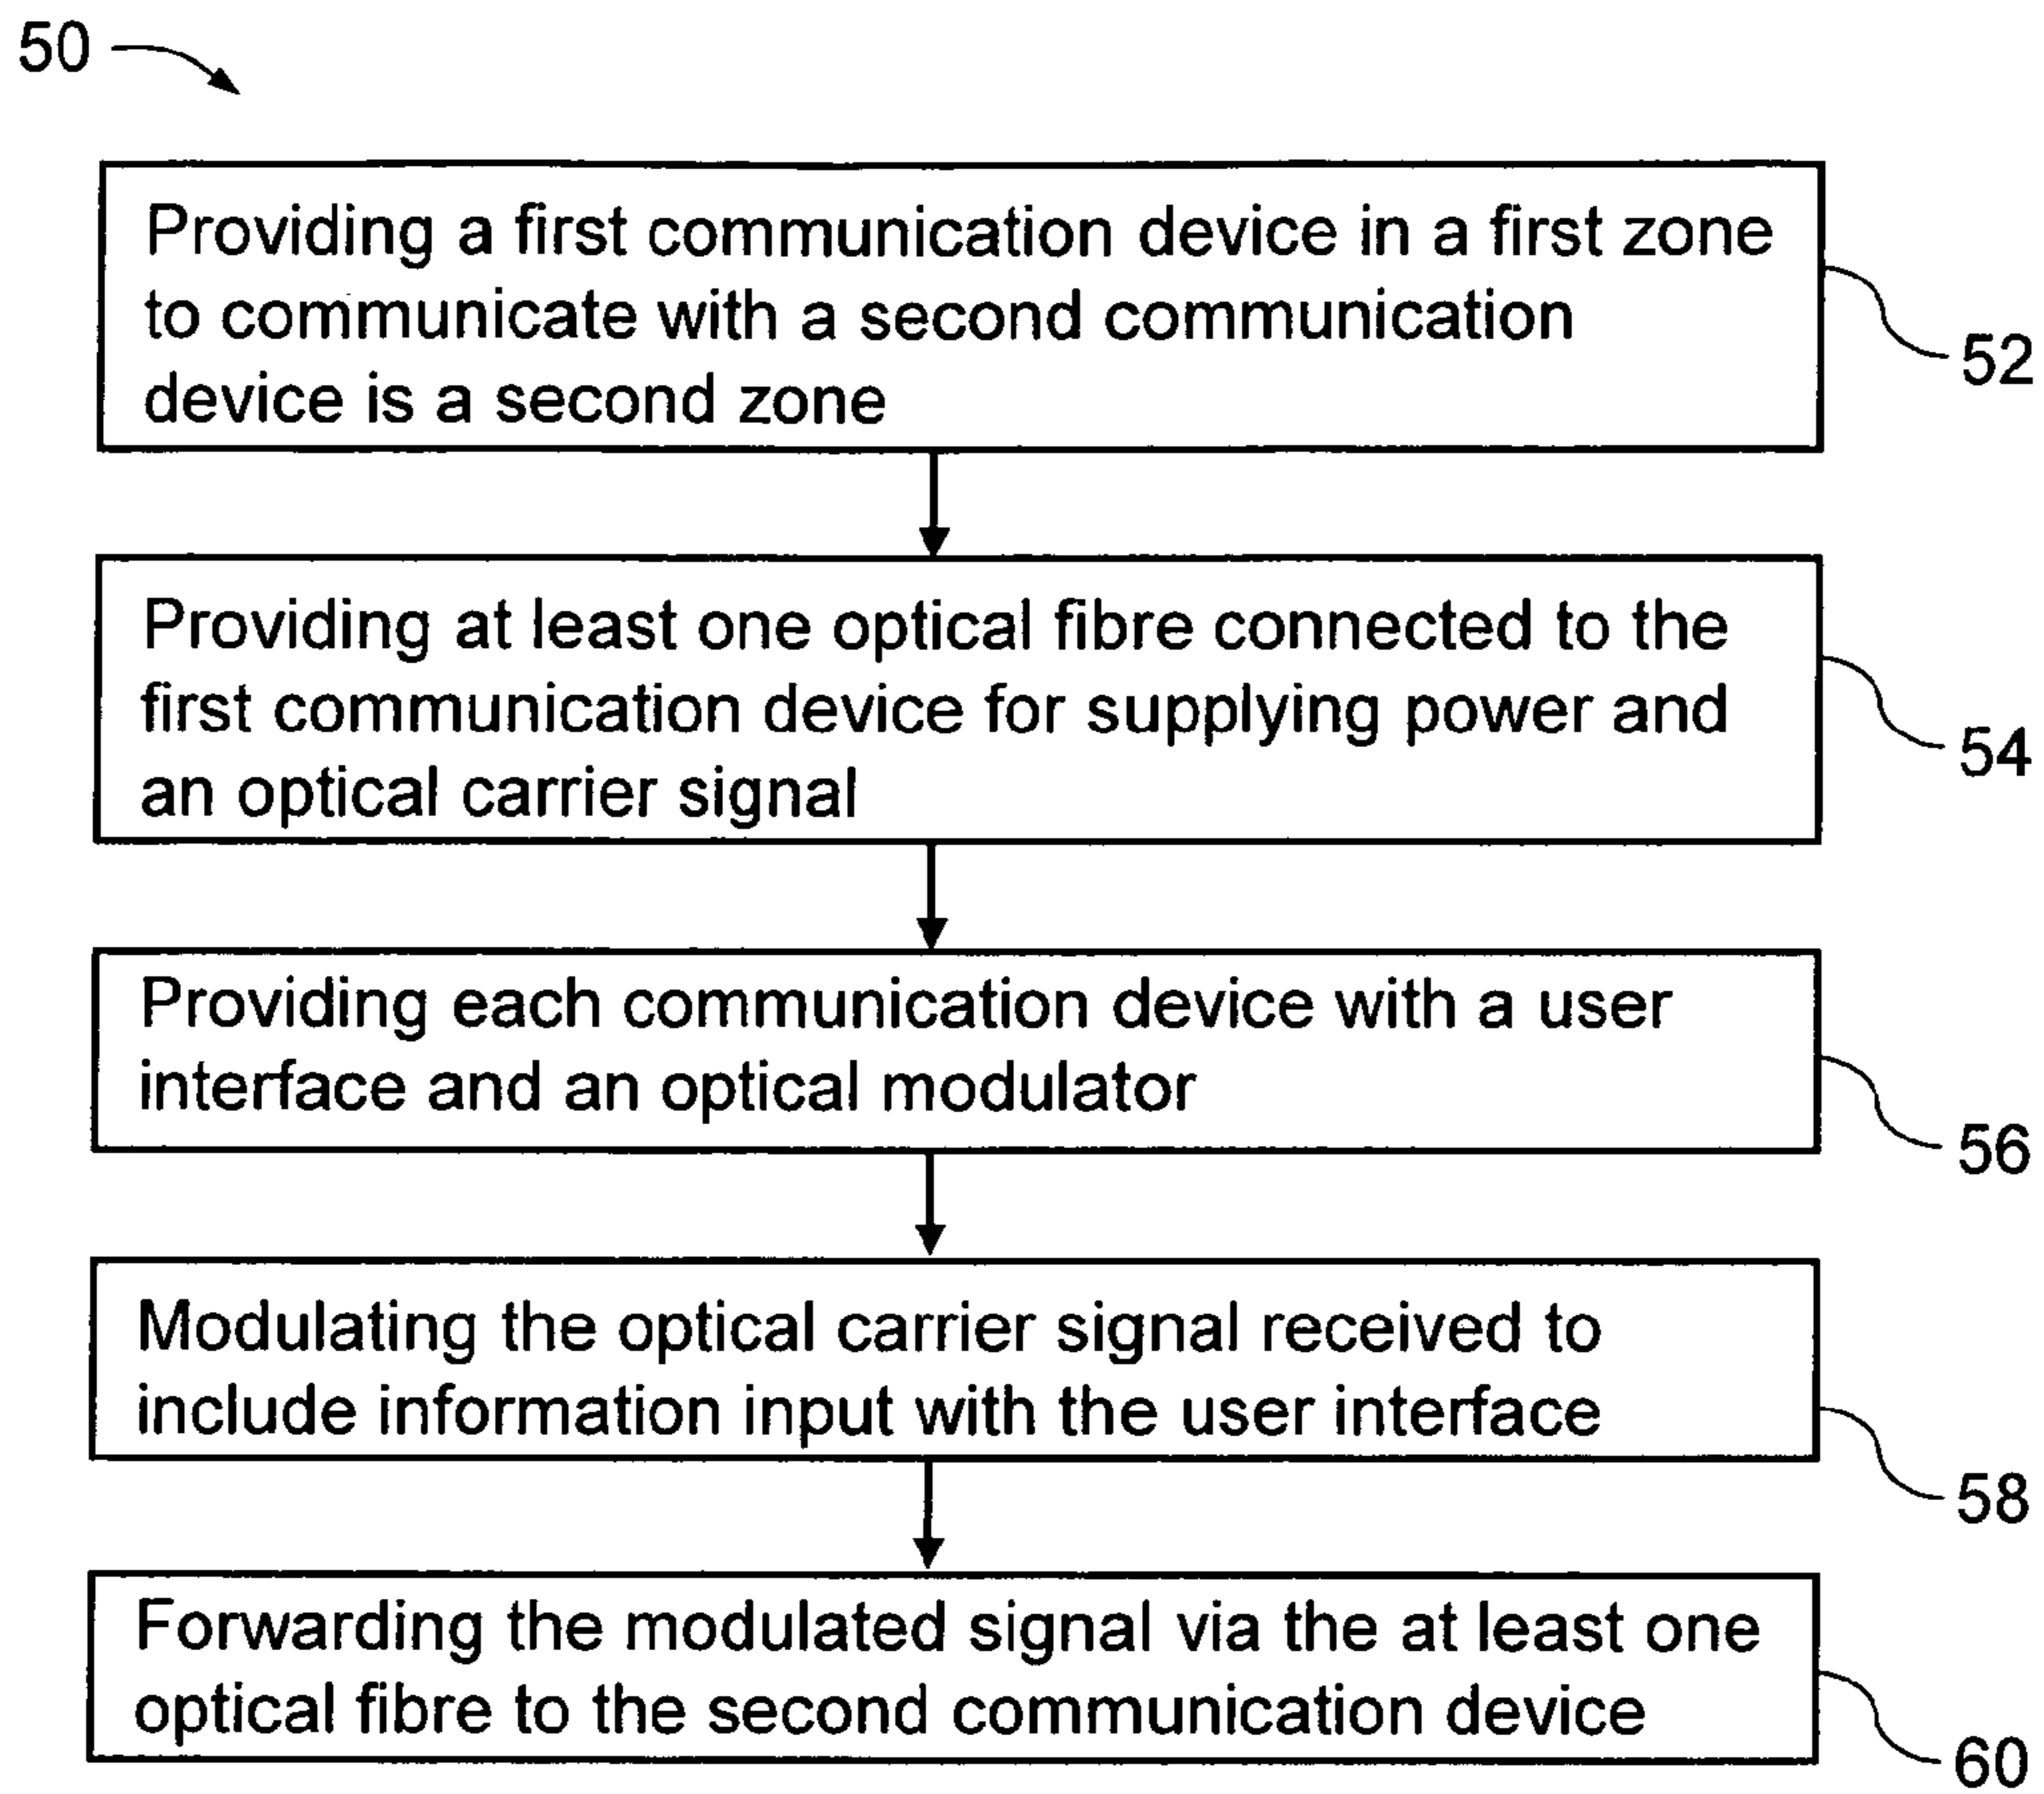 50
Providing a first communication device in a first zone
to communicate with a second communication
device is a second zone
52
Providing at least one optical fibre connected to the
first communication device for supplying power and
an optical carrier signal
54
Providing each communication device with a user
interface and an optical modulator
56
Modulating the optical carrier signal received to
include information input with the user interface
58
Forwarding the modulated signal via the at least one
optical fibre to the second communication device
60